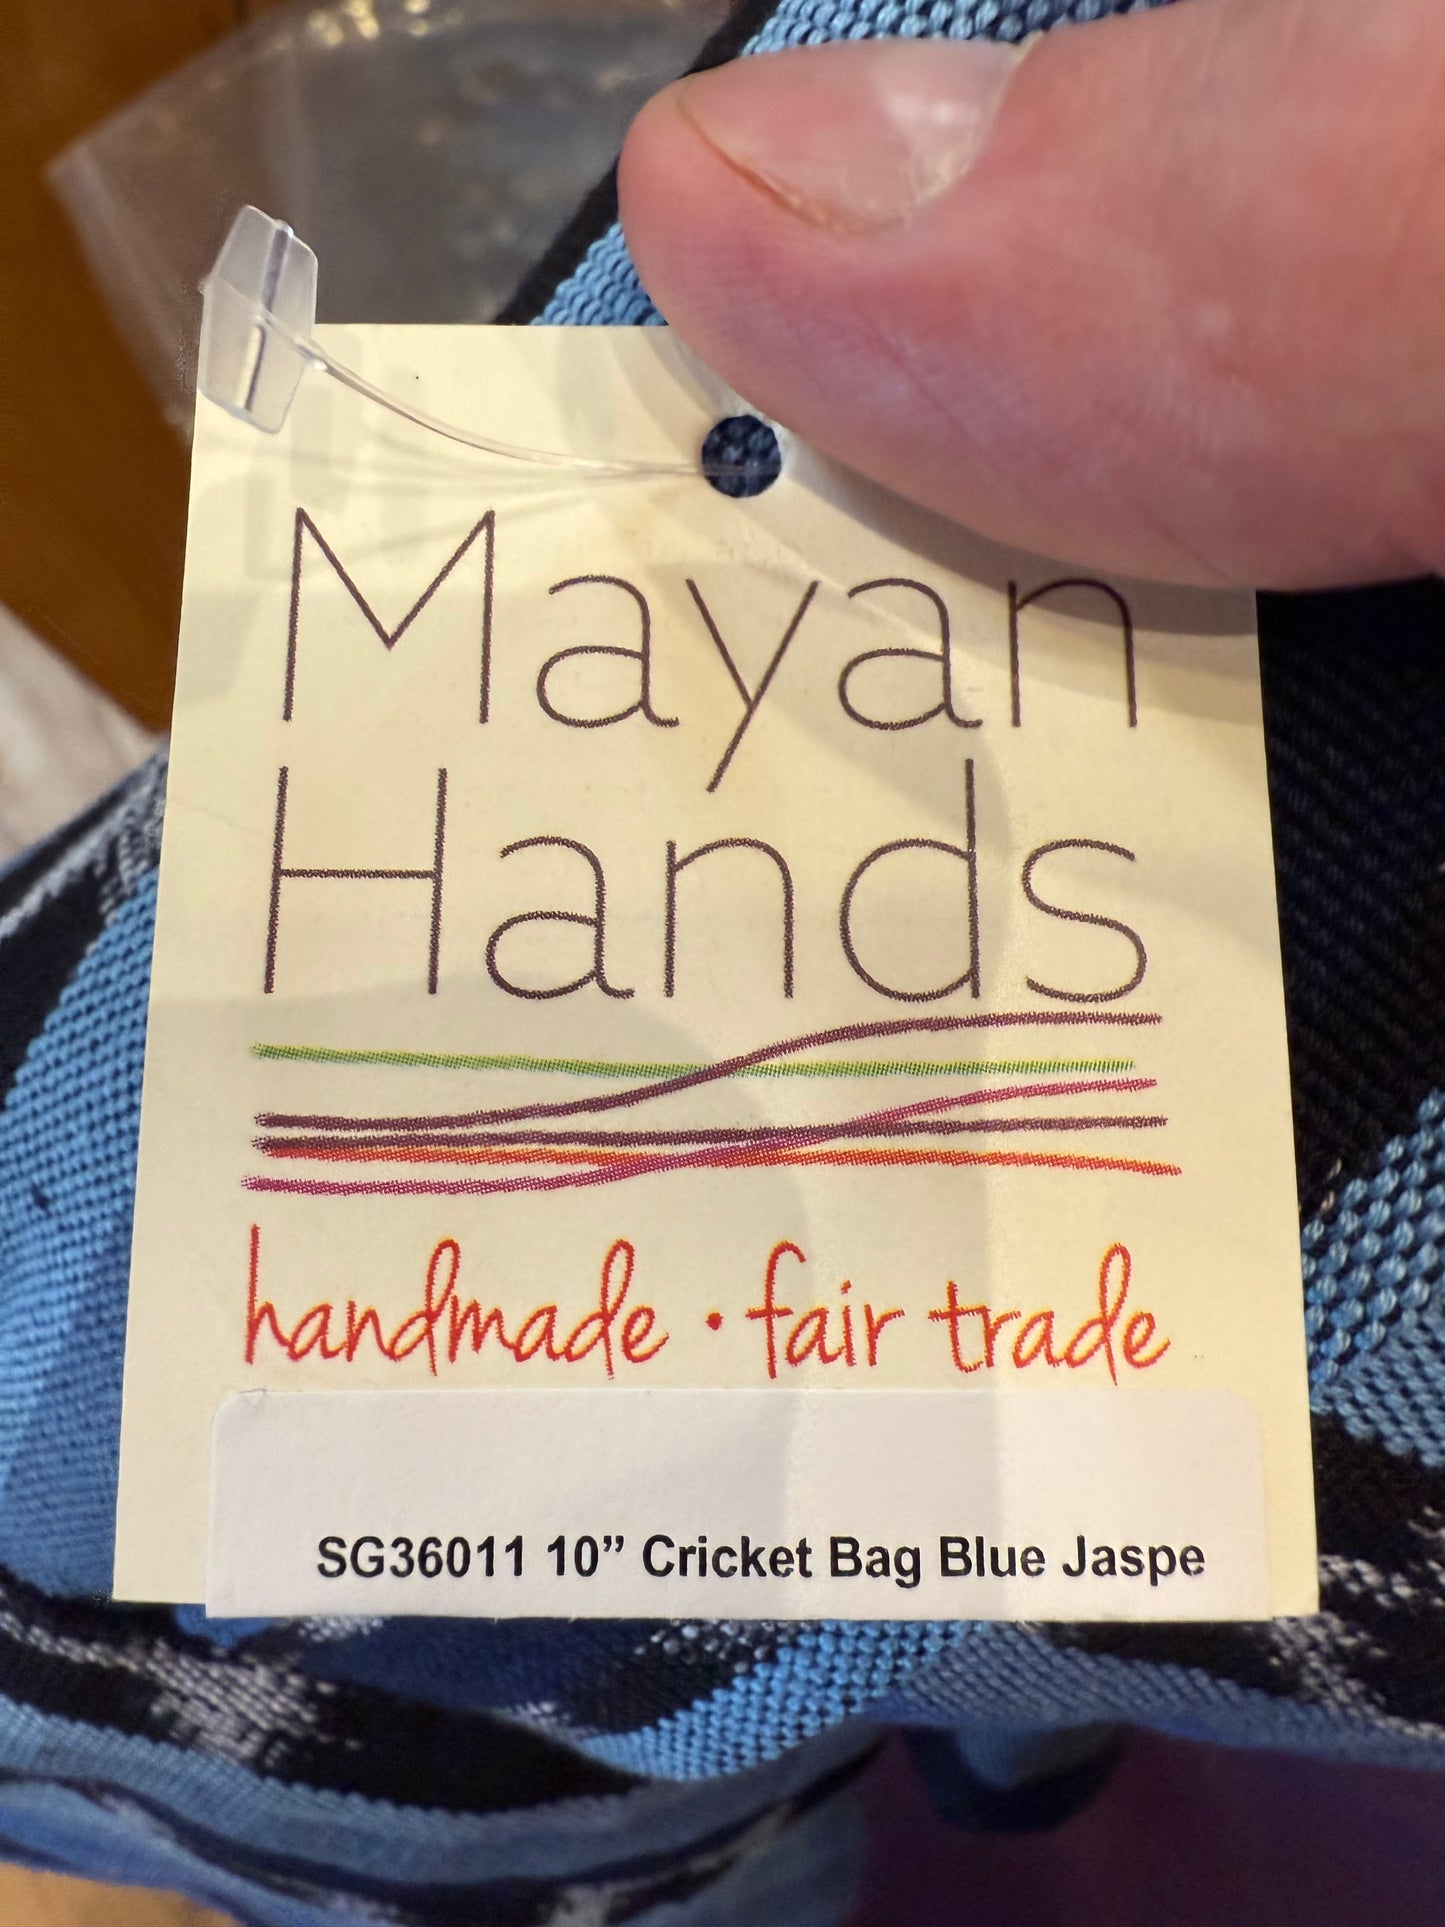 Mayan
Hands
handmade • fair trade
SG36011 10” Cricket Bag Blue Jaspe